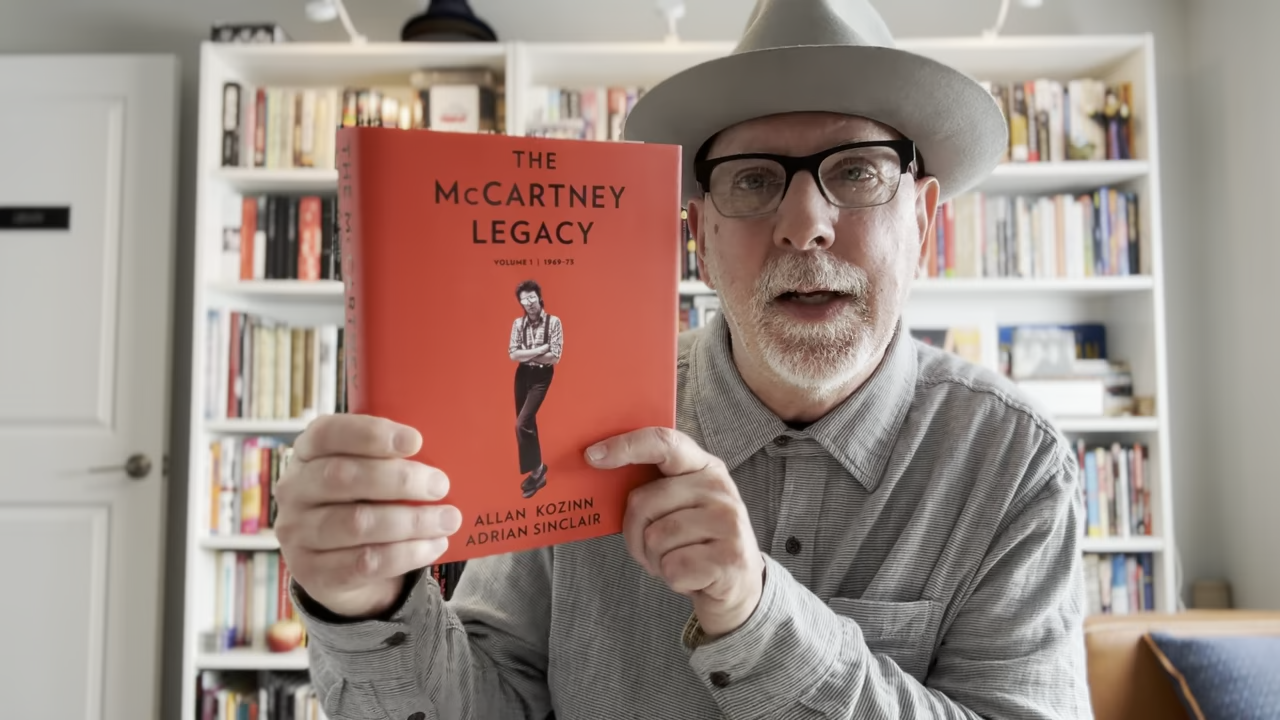 THE
McCARTNEY
LEGACY
VOLUME 1 | 1969-73
ALLAN KOZINN
ADRIAN SINCLAIR